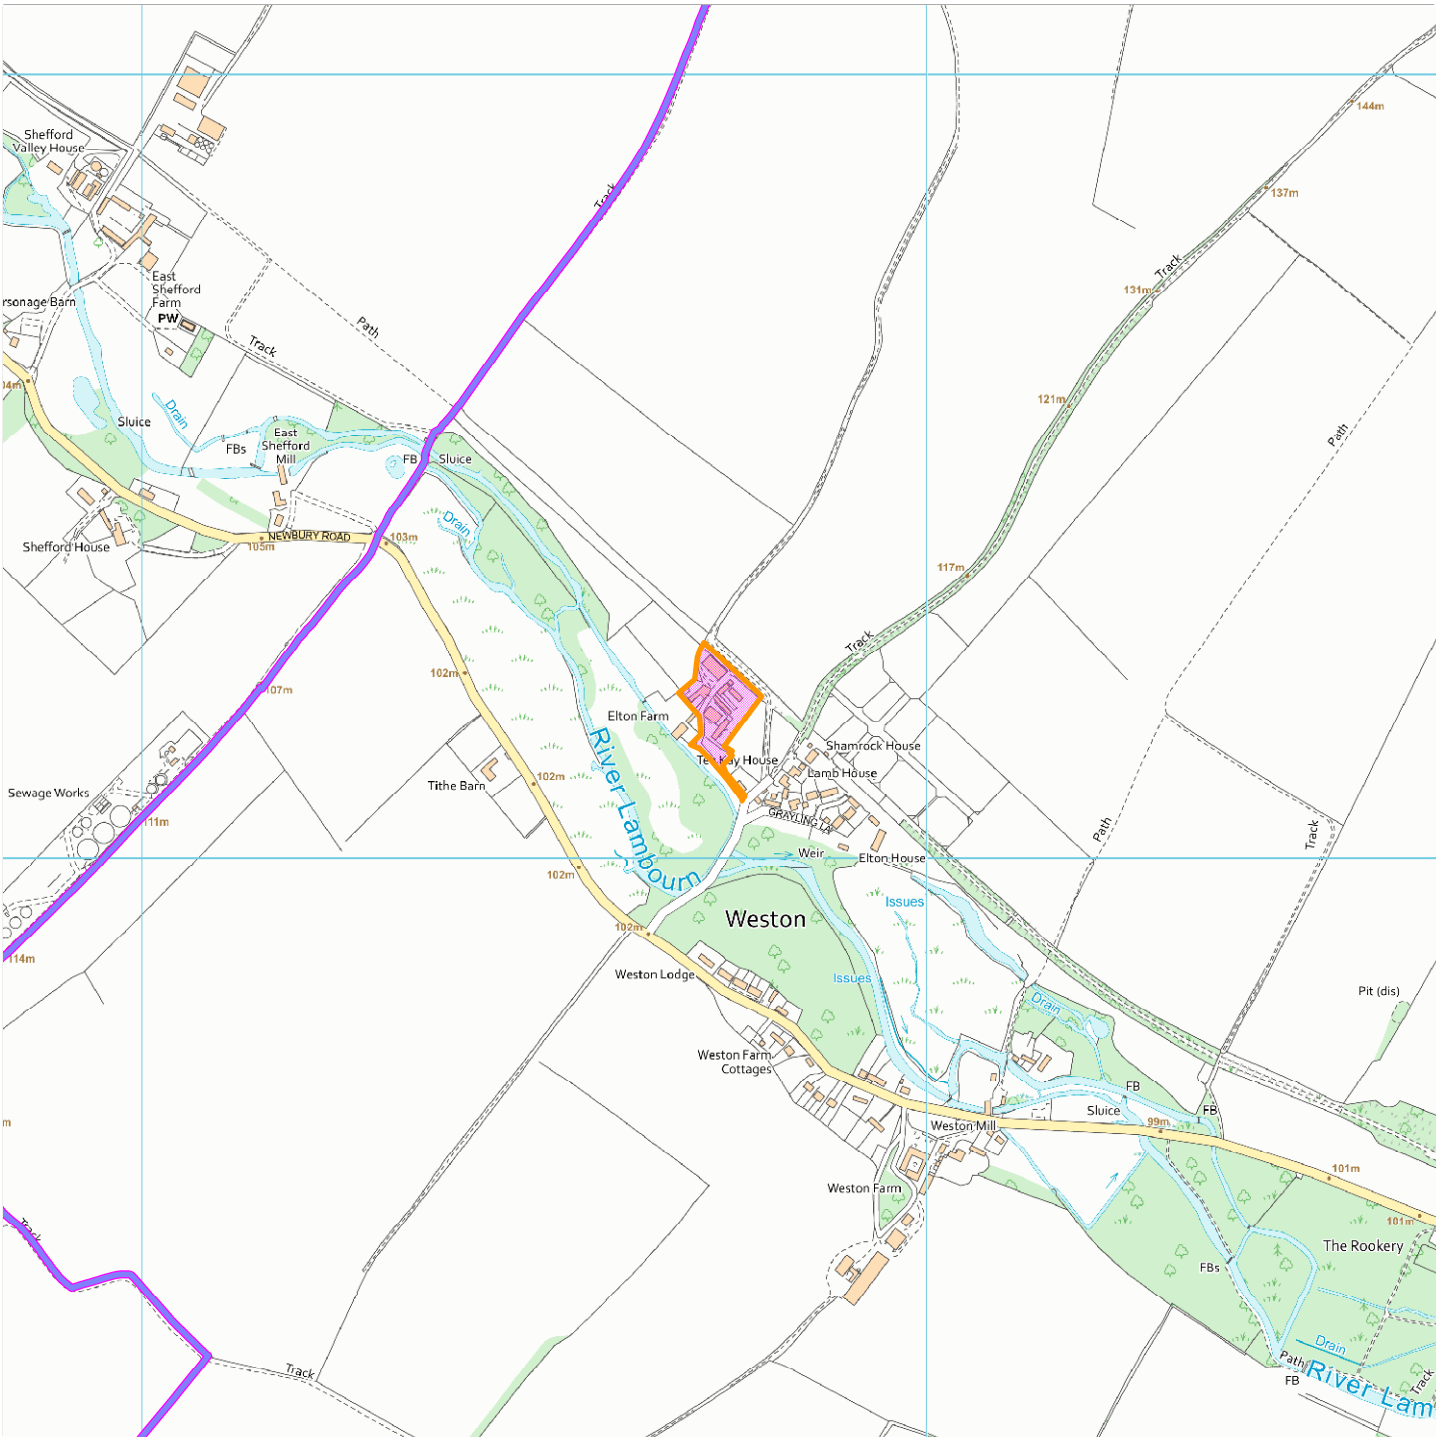 144m
Shefford
Valley House
137m
Track
Track
131m
East
Shefford
Farm
PW
rsonage Barn
Path
Track
04m
121m
Drain
Sluice
East
Shefford
Mill
FBs
FB
Sluice
Path
Drain
NEWBURY ROAD
103m
105m
Shefford House
117m
Track
102m
107m
Elton Farm
Shamrock House
Tee Kay House
Lamb House
River Lambourn
102m
Tithe Barn
Sewage Works
111m
GRAYLING LA
Path
Track
Weir
Elton House
102m
Issues
Weston
102m
114m
Weston Lodge
Issues
Pit (dis)
Drain
Weston Farm
Cottages
FB
FB
Sluice
m
Weston Mill
99m
101m
Weston Farm
101m
Track
The Rookery
FBs
Drain
Path
Track
River Lam
FB
Track